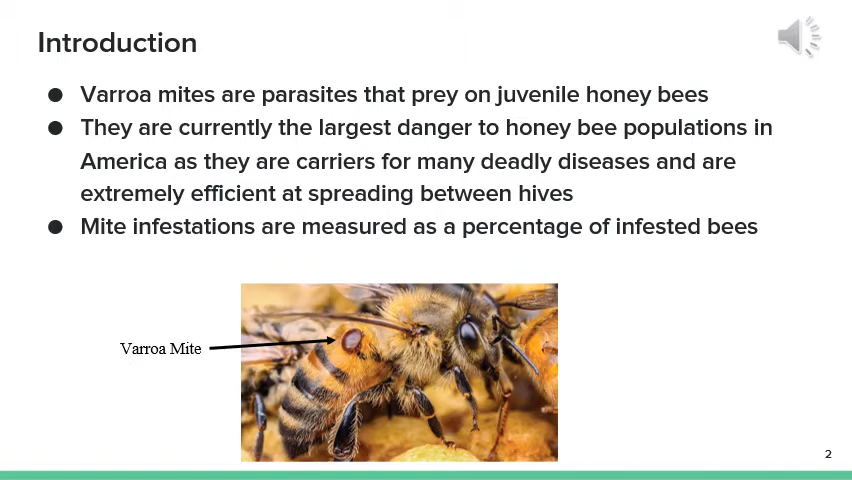 Introduction
● Varroa mites are parasites that prey on juvenile honey bees
● They are currently the largest danger to honey bee populations in
America as they are carriers for many deadly diseases and are
extremely efficient at spreading between hives
● Mite infestations are measured as a percentage of infested bees
Varroa Mite
2